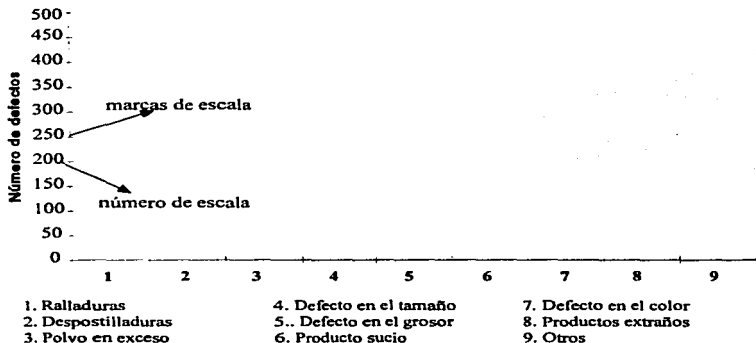 Número de defectos
500
450
400
350
300
250
200
150
100
50
0
marcas de escala
número de escala
1 2 3 4 5 6 7 8 9
1. Ralladuras 4. Defecto en el tamaño 7. Defecto en el color
2. Despostilladuras 5.. Defecto en el grosor 8. Productos extraños
3. Polvo en exceso 6. Producto sucio 9. Otros